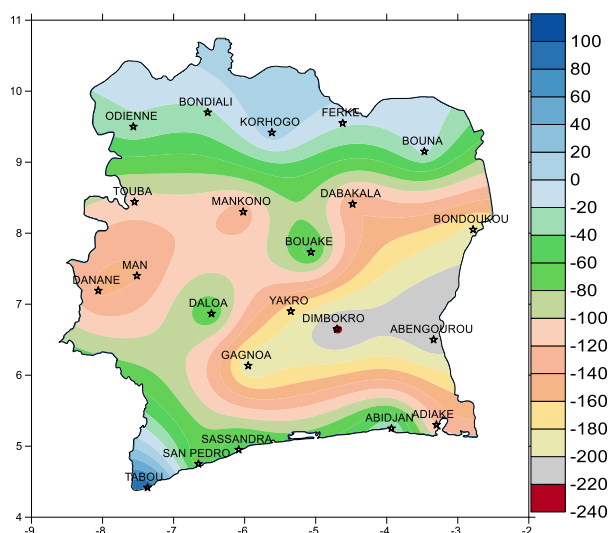 11
10
9
8
7
6
5
4
-9
-8
-7
-6
-5
-4
-3
-2
BONDIALI
ODIENNE
KORHOGO
FERKE
BOUNA
TOUBA
MANKONO
DABAKALA
BONDOUKOU
BOUAKE
MAN
DANANE
DALOA
YAKRO
DIMBOKRO
ABENGOUROU
GAGNOA
ABIDJAN
ADIAKE
SASSANDRA
SAN PEDRO
TABOU
100
80
60
40
20
0
-20
-40
-60
-80
-100
-120
-140
-160
-180
-200
-220
-240